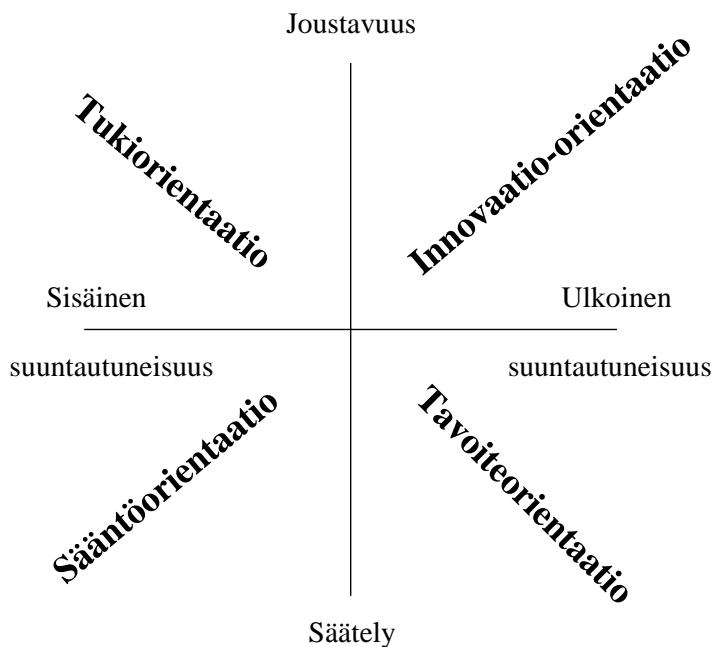 Joustavuus
Tukiorientaatio
Innovaatio-orientaatio
Sisäinen
Ulkoinen
suuntautuneisuus
suuntautuneisuus
Sääntöorientaatio
Tavoiteorientaatio
Säätely